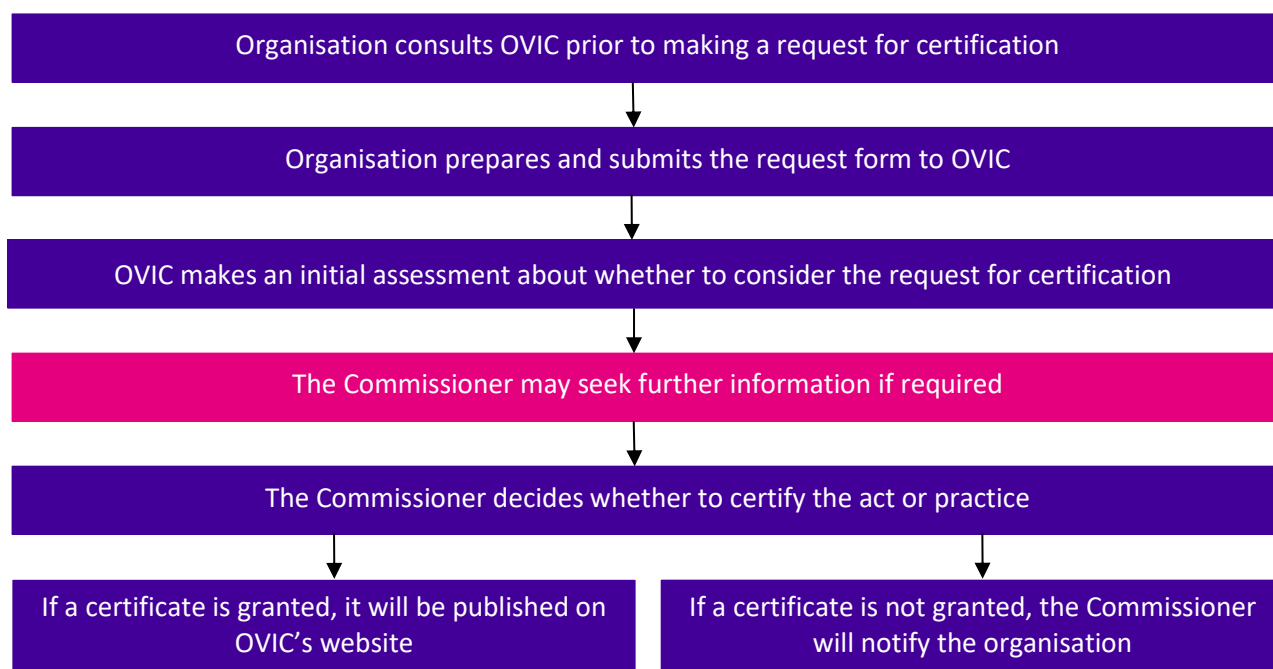 Organisation consults OVIC prior to making a request for certification
Organisation prepares and submits the request form to OVIC
OVIC makes an initial assessment about whether to consider the request for certification
The Commissioner may seek further information if required
The Commissioner decides whether to certify the act or practice
If a certificate is granted, it will be published on
OVIC’s website
If a certificate is not granted, the Commissioner
will notify the organisation